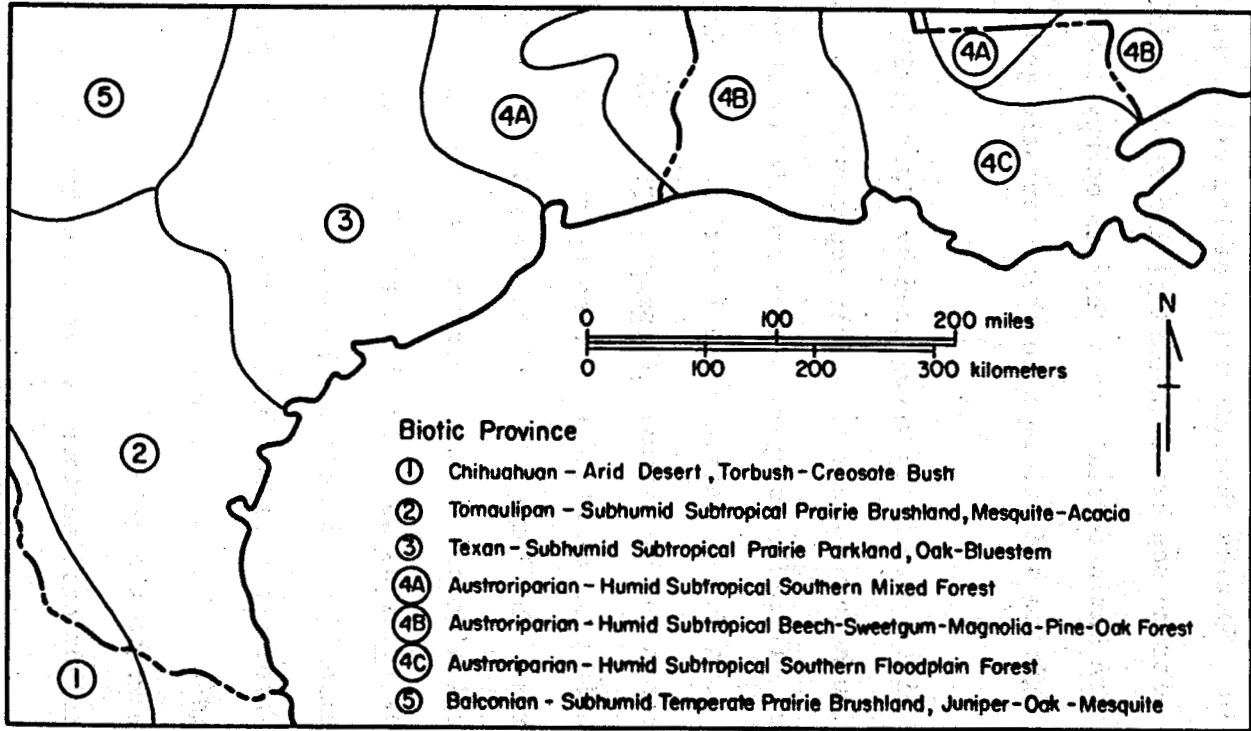 5
4A
4B
4A
4B
4C
3
N
0 100 200 miles
0 100 200 300 kilometers
2
1
Biotic Province
1 Chihuahuan - Arid Desert, Torbush - Creosote Bush
2 Tomaulipan - Subhumid Subtropical Prairie Brushland, Mesquite-Acacia
3 Texan - Subhumid Subtropical Prairie Parkland, Oak-Bluestem
4A Austroriparian - Humid Subtropical Southern Mixed Forest
4B Austroriparian - Humid Subtropical Beech-Sweetgum-Magnolia-Pine-Oak Forest
4C Austroriparian - Humid Subtropical Southern Floodplain Forest
5 Balconian - Subhumid Temperate Prairie Brushland, Juniper-Oak - Mesquite